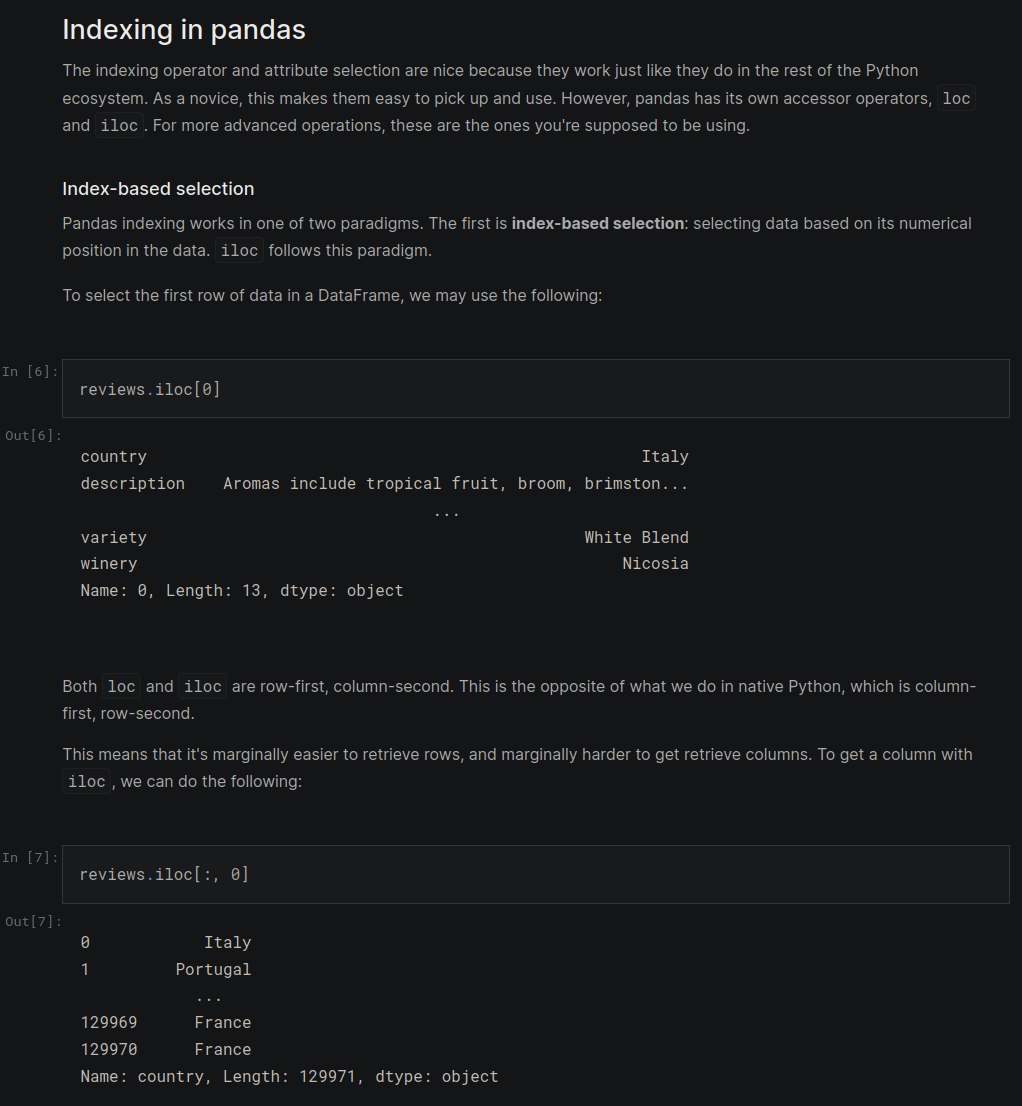 Indexing in pandas
The indexing operator and attribute selection are nice because they work just like they do in the rest of the Python
ecosystem. As a novice, this makes them easy to pick up and use. However, pandas has its own accessor operators, loc
and iloc. For more advanced operations, these are the ones you're supposed to be using.
Index-based selection
Pandas indexing works in one of two paradigms. The first is index-based selection: selecting data based on its numerical
position in the data. iloc follows this paradigm.
To select the first row of data in a DataFrame, we may use the following:
In [6]:
reviews.iloc[0]
Out[6]:
country                                                    Italy
description    Aromas include tropical fruit, broom, brimston...
                                     ...
variety                                              White Blend
winery                                                   Nicosia
Name: 0, Length: 13, dtype: object
Both loc and iloc are row-first, column-second. This is the opposite of what we do in native Python, which is column-
first, row-second.
This means that it's marginally easier to retrieve rows, and marginally harder to get retrieve columns. To get a column with
iloc, we can do the following:
In [7]:
reviews.iloc[:, 0]
Out[7]:
0            Italy
1         Portugal
            ...
129969      France
129970      France
Name: country, Length: 129971, dtype: object